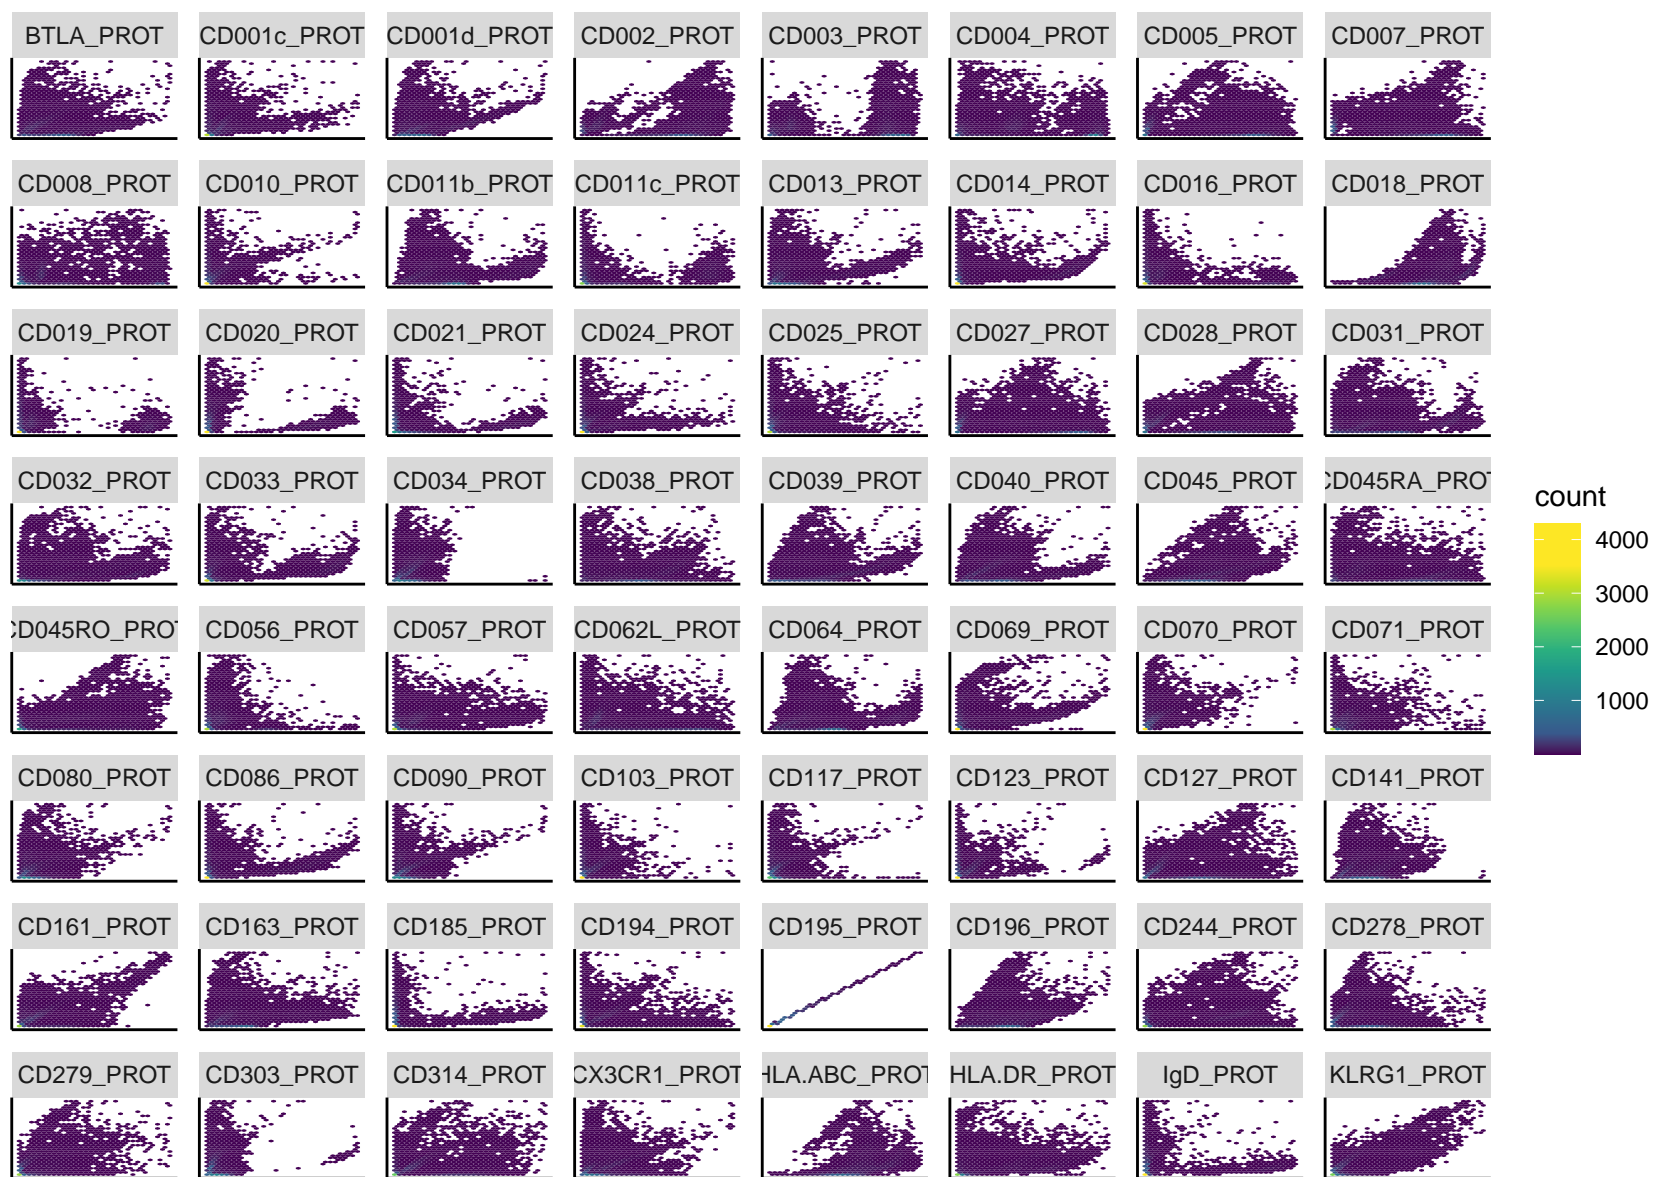 BTLA_PROT CD001c_PROT CD001d_PROT CD002_PROT CD003_PROT CD004_PROT CD005_PROT CD007_PROT
CD008_PROT CD010_PROT CD011b_PROT CD011c_PROT CD013_PROT CD014_PROT CD016_PROT CD018_PROT
CD019_PROT CD020_PROT CD021_PROT CD024_PROT CD025_PROT CD027_PROT CD028_PROT CD031_PROT
CD032_PROT CD033_PROT CD034_PROT CD038_PROT CD039_PROT CD040_PROT CD045_PROT CD045RA_PROT
count
4000
3000
2000
1000
CD045RO_PROT CD056_PROT CD057_PROT CD062L_PROT CD064_PROT CD069_PROT CD070_PROT CD071_PROT
CD080_PROT CD086_PROT CD090_PROT CD103_PROT CD117_PROT CD123_PROT CD127_PROT CD141_PROT
CD161_PROT CD163_PROT CD185_PROT CD194_PROT CD195_PROT CD196_PROT CD244_PROT CD278_PROT
CD279_PROT CD303_PROT CD314_PROT CX3CR1_PROT HLA.ABC_PROT HLA.DR_PROT IgD_PROT KLRG1_PROT